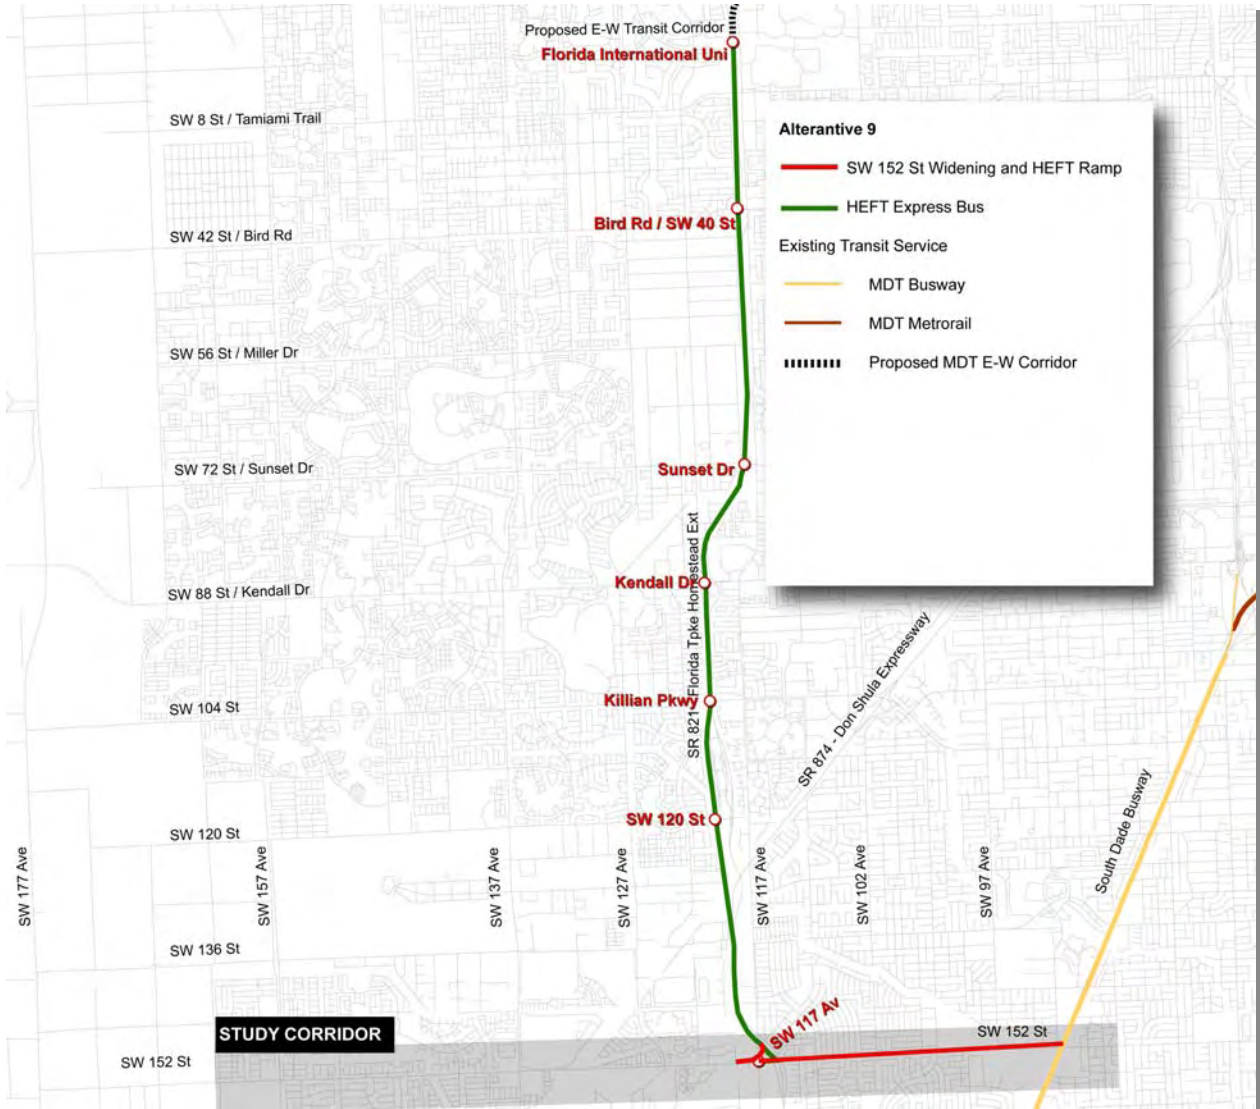 Proposed E-W Transit Corridor
Florida International Uni
SW 8 St / Tamiami Trail
Alterantive 9
SW 152 St Widening and HEFT Ramp
HEFT Express Bus
Existing Transit Service
MDT Busway
MDT Metrorail
Proposed MDT E-W Corridor
Bird Rd / SW 40 St
SW 42 St / Bird Rd
SW 56 St / Miller Dr
Sunset Dr
SW 72 St / Sunset Dr
SR 821 - Florida Tpke Homestead Ext
Kendall Dr
SW 88 St / Kendall Dr
SR 874 - Don Shula Expressway
Killian Pkwy
SW 104 St
SW 120 St
SW 120 St
South Dade Busway
SW 177 Ave
SW 157 Ave
SW 137 Ave
SW 127 Ave
SW 117 Ave
SW 102 Ave
SW 97 Ave
SW 136 St
SW 117 Av
STUDY CORRIDOR
SW 152 St
SW 152 St